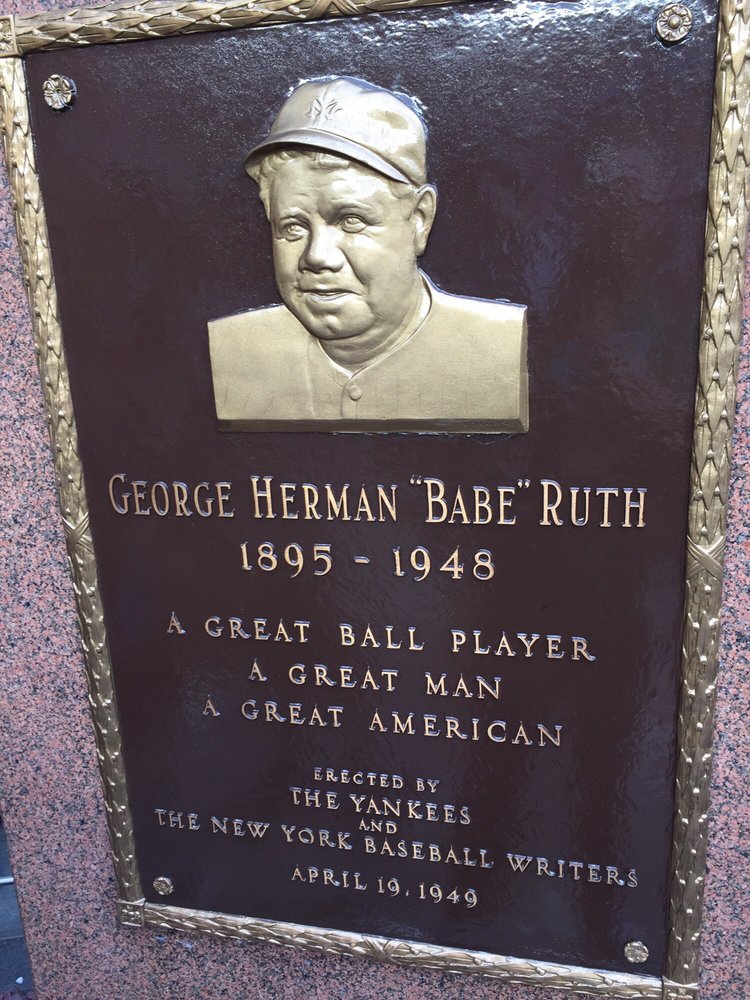 NY
GEORGE HERMAN "BABE" RUTH
1895 - 1948
A GREAT BALL PLAYER
A GREAT MAN
A GREAT AMERICAN
ERECTED BY
THE YANKEES
AND
THE NEW YORK BASEBALL WRITERS
APRIL 19, 1949